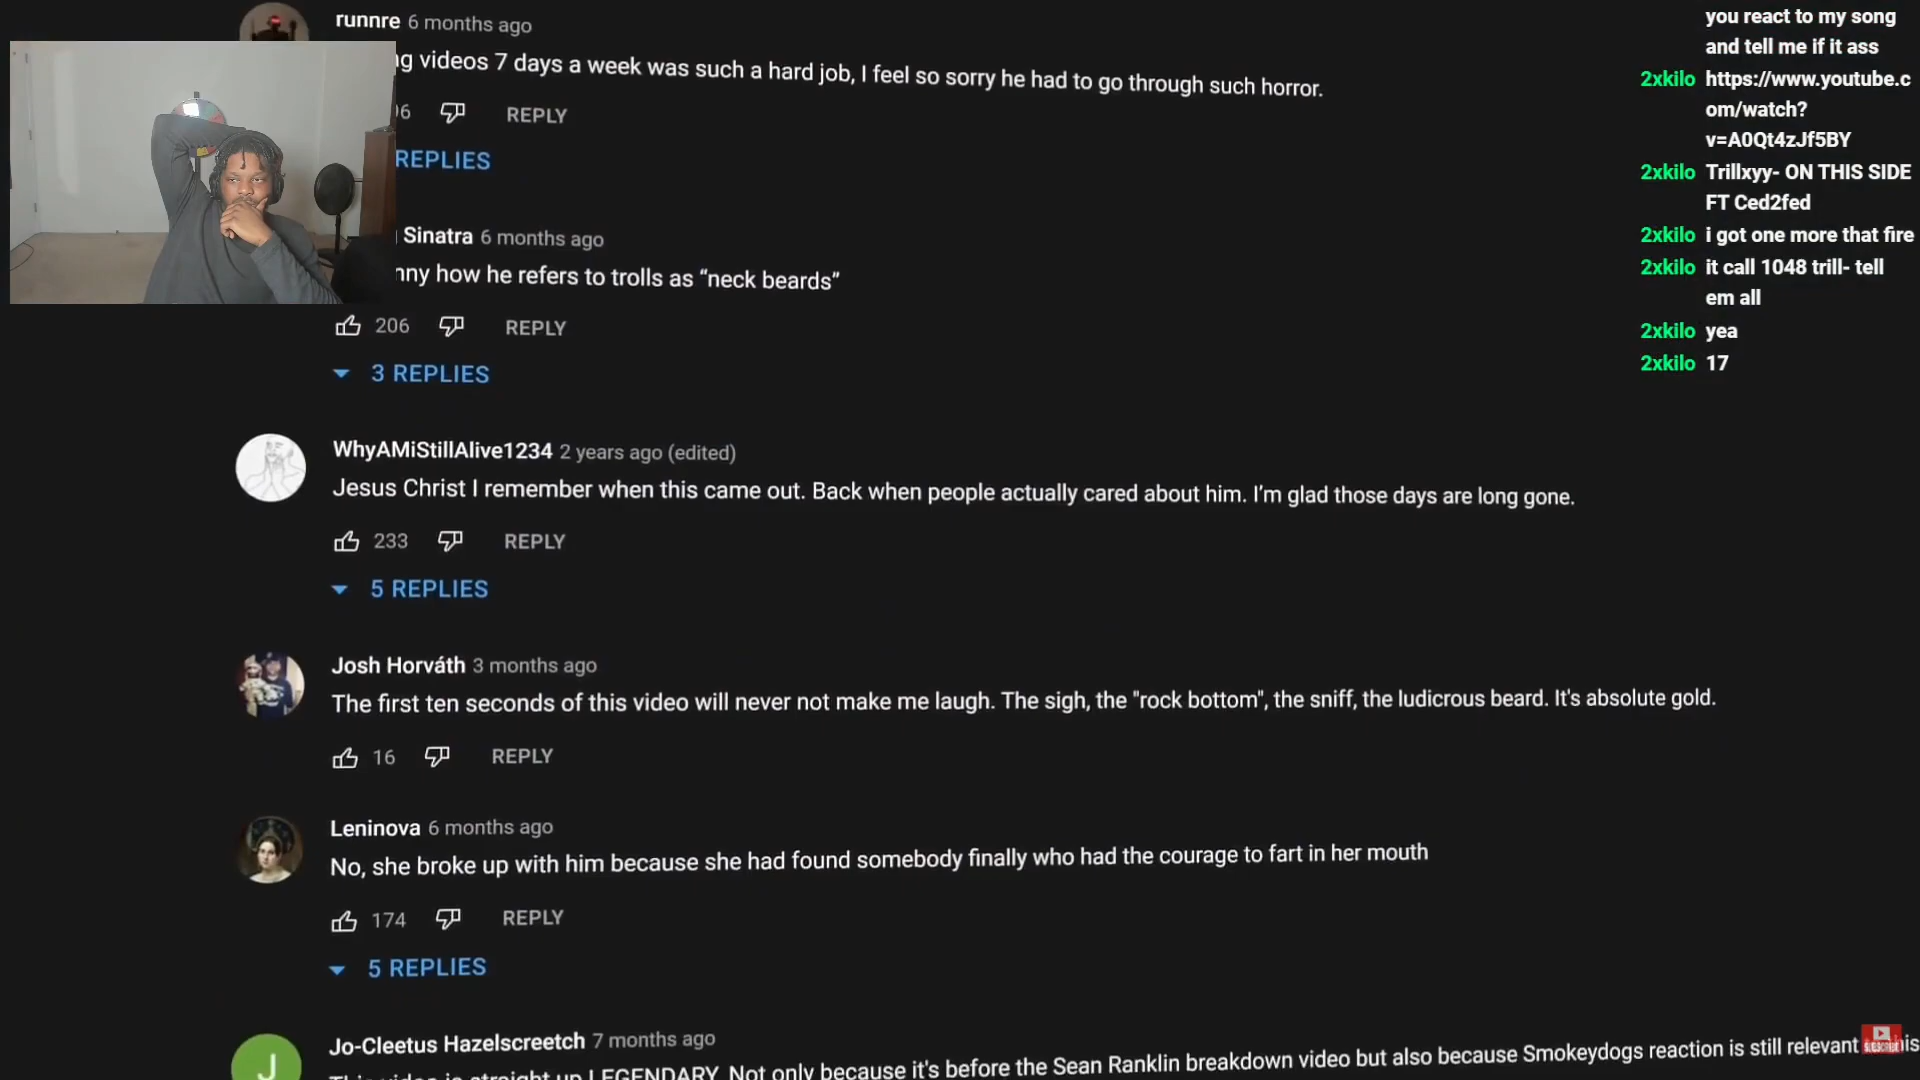 runnre 6 months ago
g videos 7 days a week was such a hard job, I feel so sorry he had to go through such horror.
6 REPLY
REPLIES
Sinatra 6 months ago
nny how he refers to trolls as “neck beards”
206 REPLY
3 REPLIES
WhyAMiStillAlive1234 2 years ago (edited)
Jesus Christ I remember when this came out. Back when people actually cared about him. I’m glad those days are long gone.
233 REPLY
5 REPLIES
Josh Horváth 3 months ago
The first ten seconds of this video will never not make me laugh. The sigh, the "rock bottom", the sniff, the ludicrous beard. It's absolute gold.
16 REPLY
Leninova 6 months ago
No, she broke up with him because she had found somebody finally who had the courage to fart in her mouth
174 REPLY
5 REPLIES
J
Jo-Cleetus Hazelscreetch 7 months ago
This video is straight up LEGENDARY. Not only because it's before the Sean Ranklin breakdown video but also because Smokeydogs reaction is still relevant
SUBSCRIBE
you react to my song
and tell me if it ass
2xkilo https://www.youtube.c
om/watch?
v=A0Qt4zJf5BY
2xkilo Trillxyy- ON THIS SIDE
FT Ced2fed
2xkilo i got one more that fire
2xkilo it call 1048 trill- tell
em all
2xkilo yea
2xkilo 17